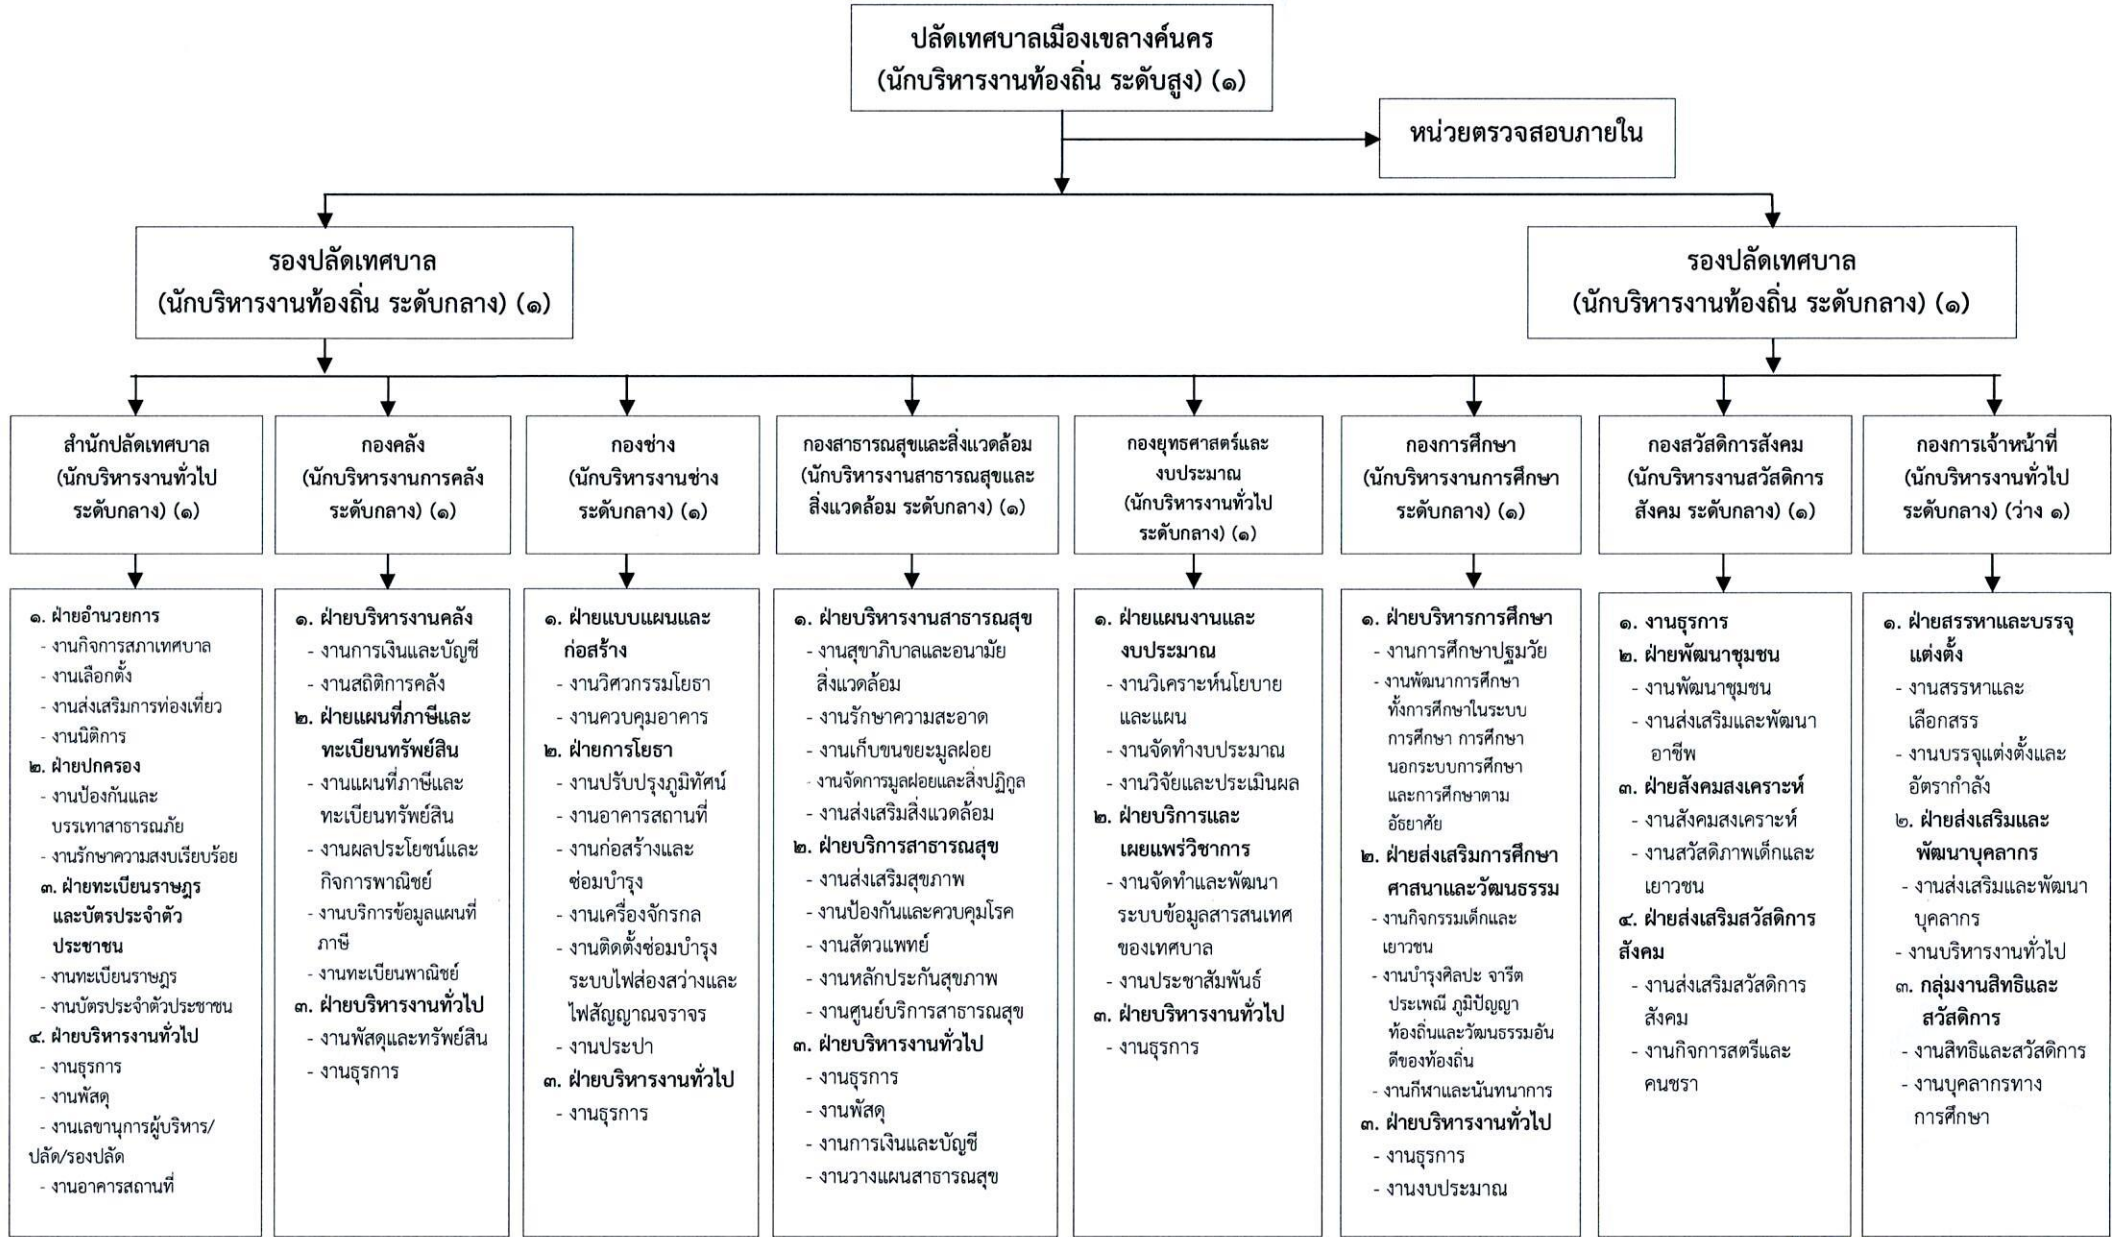 ปลัดเทศบาลเมืองเขลางค์นคร
(นักบริหารงานท้องถิ่น ระดับสูง) (๑)
หน่วยตรวจสอบภายใน
รองปลัดเทศบาล
(นักบริหารงานท้องถิ่น ระดับกลาง) (๑)
รองปลัดเทศบาล
(นักบริหารงานท้องถิ่น ระดับกลาง) (๑)
สำนักปลัดเทศบาล
(นักบริหารงานทั่วไป
ระดับกลาง) (๑)
กองคลัง
(นักบริหารงานการคลัง
ระดับกลาง) (๑)
กองช่าง
(นักบริหารงานช่าง
ระดับกลาง) (๑)
กองสาธารณสุขและสิ่งแวดล้อม
(นักบริหารงานสาธารณสุขและ
สิ่งแวดล้อม ระดับกลาง) (๑)
กองยุทธศาสตร์และ
งบประมาณ
(นักบริหารงานทั่วไป
ระดับกลาง) (๑)
กองการศึกษา
(นักบริหารงานการศึกษา
ระดับกลาง) (๑)
กองสวัสดิการสังคม
(นักบริหารงานสวัสดิการ
สังคม ระดับกลาง) (๑)
กองการเจ้าหน้าที่
(นักบริหารงานทั่วไป
ระดับกลาง) (ว่าง ๑)
๑. ฝ่ายอำนวยการ
- งานกิจการสภาเทศบาล
- งานเลือกตั้ง
- งานส่งเสริมการท่องเที่ยว
- งานนิติการ
๒. ฝ่ายปกครอง
- งานป้องกันและ
บรรเทาสาธารณภัย
- งานรักษาความสงบเรียบร้อย
๓. ฝ่ายทะเบียนราษฎร
และบัตรประจำตัว
ประชาชน
- งานทะเบียนราษฎร
- งานบัตรประจำตัวประชาชน
๔. ฝ่ายบริหารงานทั่วไป
- งานธุรการ
- งานพัสดุ
- งานเลขานุการผู้บริหาร/
ปลัด/รองปลัด
- งานอาคารสถานที่
๑. ฝ่ายบริหารงานคลัง
- งานการเงินและบัญชี
- งานสถิติการคลัง
๒. ฝ่ายแผนที่ภาษีและ
ทะเบียนทรัพย์สิน
- งานแผนที่ภาษีและ
ทะเบียนทรัพย์สิน
- งานผลประโยชน์และ
กิจการพาณิชย์
- งานบริการข้อมูลแผนที่
ภาษี
- งานทะเบียนพาณิชย์
๓. ฝ่ายบริหารงานทั่วไป
- งานพัสดุและทรัพย์สิน
- งานธุรการ
๑. ฝ่ายแบบแผนและ
ก่อสร้าง
- งานวิศวกรรมโยธา
- งานควบคุมอาคาร
๒. ฝ่ายการโยธา
- งานปรับปรุงภูมิทัศน์
- งานอาคารสถานที่
- งานก่อสร้างและ
ซ่อมบำรุง
- งานเครื่องจักรกล
- งานติดตั้งซ่อมบำรุง
ระบบไฟส่องสว่างและ
ไฟสัญญาณจราจร
- งานประปา
๓. ฝ่ายบริหารงานทั่วไป
- งานธุรการ
๑. ฝ่ายบริหารงานสาธารณสุข
- งานสุขาภิบาลและอนามัย
สิ่งแวดล้อม
- งานรักษาความสะอาด
- งานเก็บขนขยะมูลฝอย
- งานจัดการมูลฝอยและสิ่งปฏิกูล
- งานส่งเสริมสิ่งแวดล้อม
๒. ฝ่ายบริการสาธารณสุข
- งานส่งเสริมสุขภาพ
- งานป้องกันและควบคุมโรค
- งานสัตวแพทย์
- งานหลักประกันสุขภาพ
- งานศูนย์บริการสาธารณสุข
๓. ฝ่ายบริหารงานทั่วไป
- งานธุรการ
- งานพัสดุ
- งานการเงินและบัญชี
- งานวางแผนสาธารณสุข
๑. ฝ่ายแผนงานและ
งบประมาณ
- งานวิเคราะห์นโยบาย
และแผน
- งานจัดทำงบประมาณ
- งานวิจัยและประเมินผล
๒. ฝ่ายบริการและ
เผยแพร่วิชาการ
- งานจัดทำและพัฒนา
ระบบข้อมูลสารสนเทศ
ของเทศบาล
- งานประชาสัมพันธ์
๓. ฝ่ายบริหารงานทั่วไป
- งานธุรการ
๑. ฝ่ายบริหารการศึกษา
- งานการศึกษาปฐมวัย
- งานพัฒนาการศึกษา
ทั้งการศึกษาในระบบ
การศึกษา การศึกษา
นอกระบบการศึกษา
และการศึกษาตาม
อัธยาศัย
๒. ฝ่ายส่งเสริมการศึกษา
ศาสนาและวัฒนธรรม
- งานกิจกรรมเด็กและ
เยาวชน
- งานบำรุงศิลปะ จารีต
ประเพณี ภูมิปัญญา
ท้องถิ่นและวัฒนธรรมอัน
ดีของท้องถิ่น
- งานกีฬาและนันทนาการ
๓. ฝ่ายบริหารงานทั่วไป
- งานธุรการ
- งานงบประมาณ
๑. งานธุรการ
๒. ฝ่ายพัฒนาชุมชน
- งานพัฒนาชุมชน
- งานส่งเสริมและพัฒนา
อาชีพ
๓. ฝ่ายสังคมสงเคราะห์
- งานสังคมสงเคราะห์
- งานสวัสดิภาพเด็กและ
เยาวชน
๔. ฝ่ายส่งเสริมสวัสดิการ
สังคม
- งานส่งเสริมสวัสดิการ
สังคม
- งานกิจการสตรีและ
คนชรา
๑. ฝ่ายสรรหาและบรรจุ
แต่งตั้ง
- งานสรรหาและ
เลือกสรร
- งานบรรจุแต่งตั้งและ
อัตรากำลัง
๒. ฝ่ายส่งเสริมและ
พัฒนาบุคลากร
- งานส่งเสริมและพัฒนา
บุคลากร
- งานบริหารงานทั่วไป
๓. กลุ่มงานสิทธิและ
สวัสดิการ
- งานสิทธิและสวัสดิการ
- งานบุคลากรทาง
การศึกษา